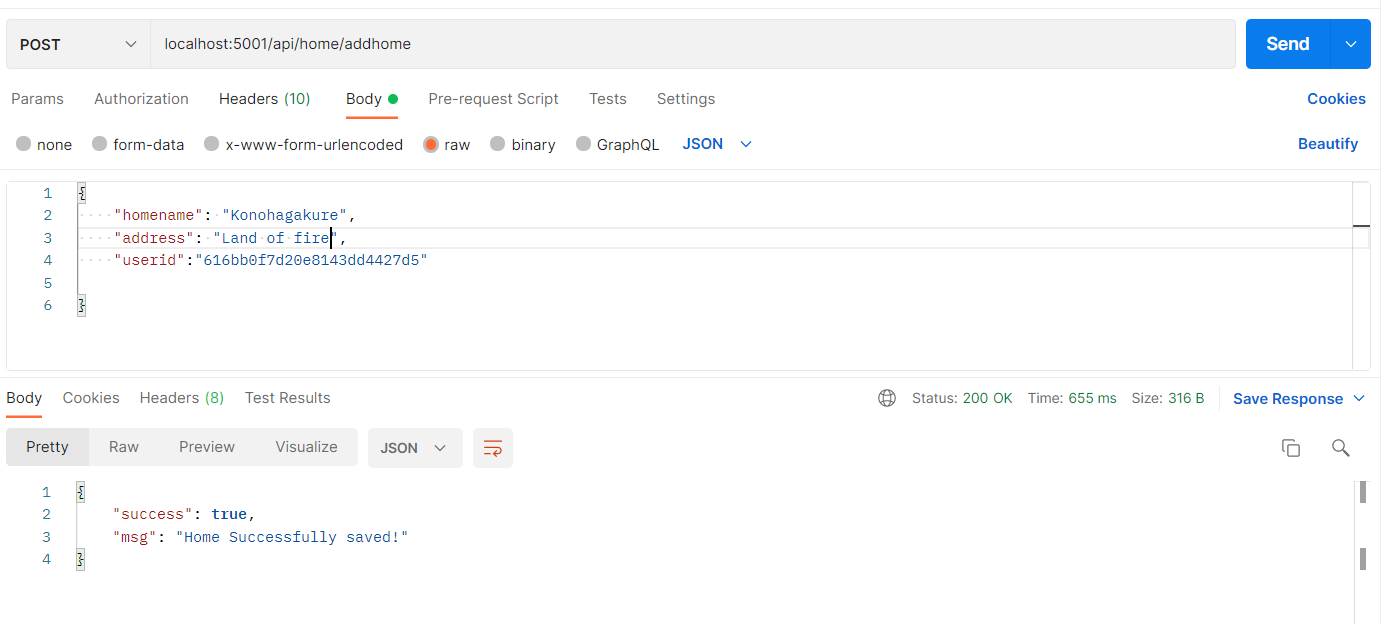 POST localhost:5001/api/home/addhome Send
Params Authorization Headers (10) Body Pre-request Script Tests Settings Cookies
none form-data x-www-form-urlencoded raw binary GraphQL JSON Beautify
1 {
2 "homename": "Konohagakure",
3 "address": "Land of fire",
4 "userid":"616bb0f7d20e8143dd4427d5"
5
6 }
Body Cookies Headers (8) Test Results Status: 200 OK Time: 655 ms Size: 316 B Save Response
Pretty Raw Preview Visualize JSON
1 {
2 "success": true,
3 "msg": "Home Successfully saved!"
4 }